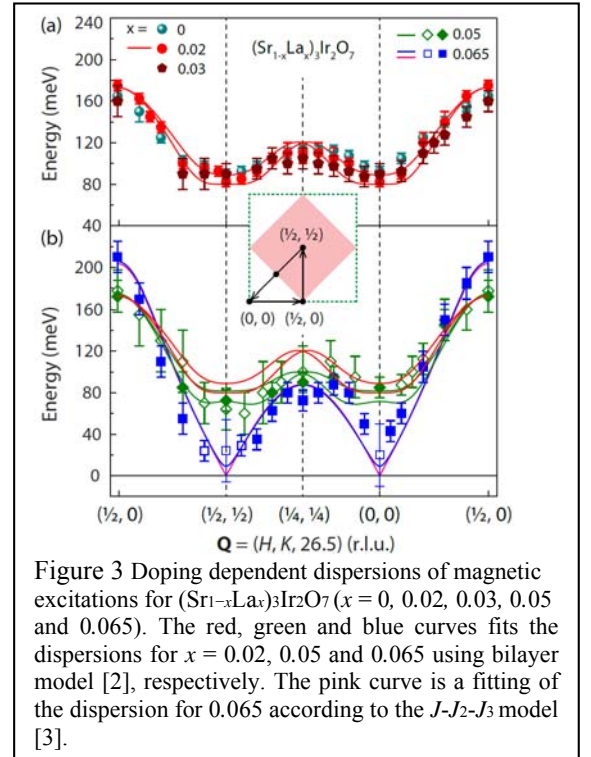 (a)
x =
0
0.02
0.03
(Sr₁₋ₓLaₓ)₃Ir₂O₇
0.05
0.065
240
200
160
120
80
40
Energy (meV)
(b)
(½, ½)
(0, 0) (½, 0)
200
160
120
80
40
0
Energy (meV)
(½, 0) (½, ½) (¼, ¼) (0, 0) (½, 0)
Q = (H, K, 26.5) (r.l.u.)
Figure 3 Doping dependent dispersions of magnetic
excitations for (Sr₁₋ₓLaₓ)₃Ir₂O₇ (x = 0, 0.02, 0.03, 0.05
and 0.065). The red, green and blue curves fits the
dispersions for x = 0.02, 0.05 and 0.065 using bilayer
model [2], respectively. The pink curve is a fitting of
the dispersion for 0.065 according to the J-J₂-J₃ model
[3].